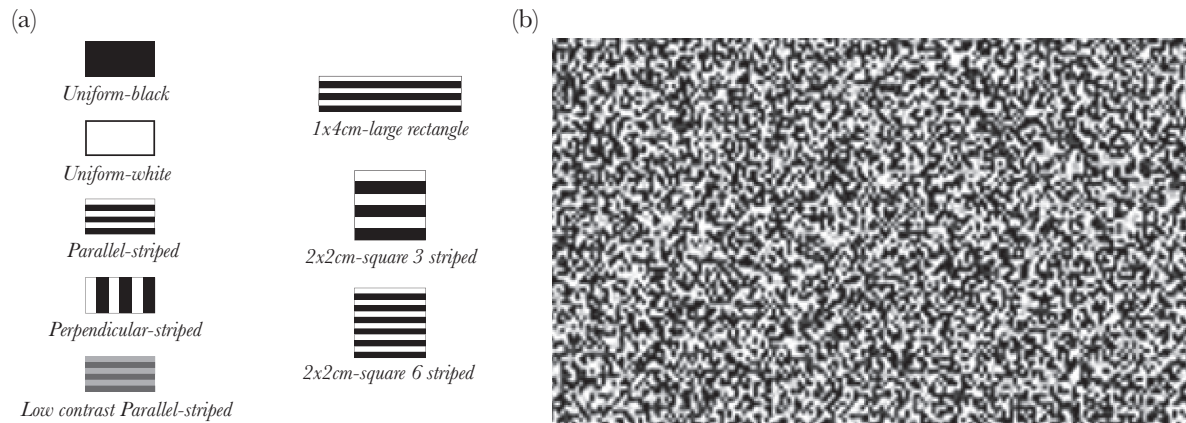 (a)
Uniform-black
Uniform-white
Parallel-striped
Perpendicular-striped
Low contrast Parallel-striped
1x4cm-large rectangle
2x2cm-square 3 striped
2x2cm-square 6 striped
(b)